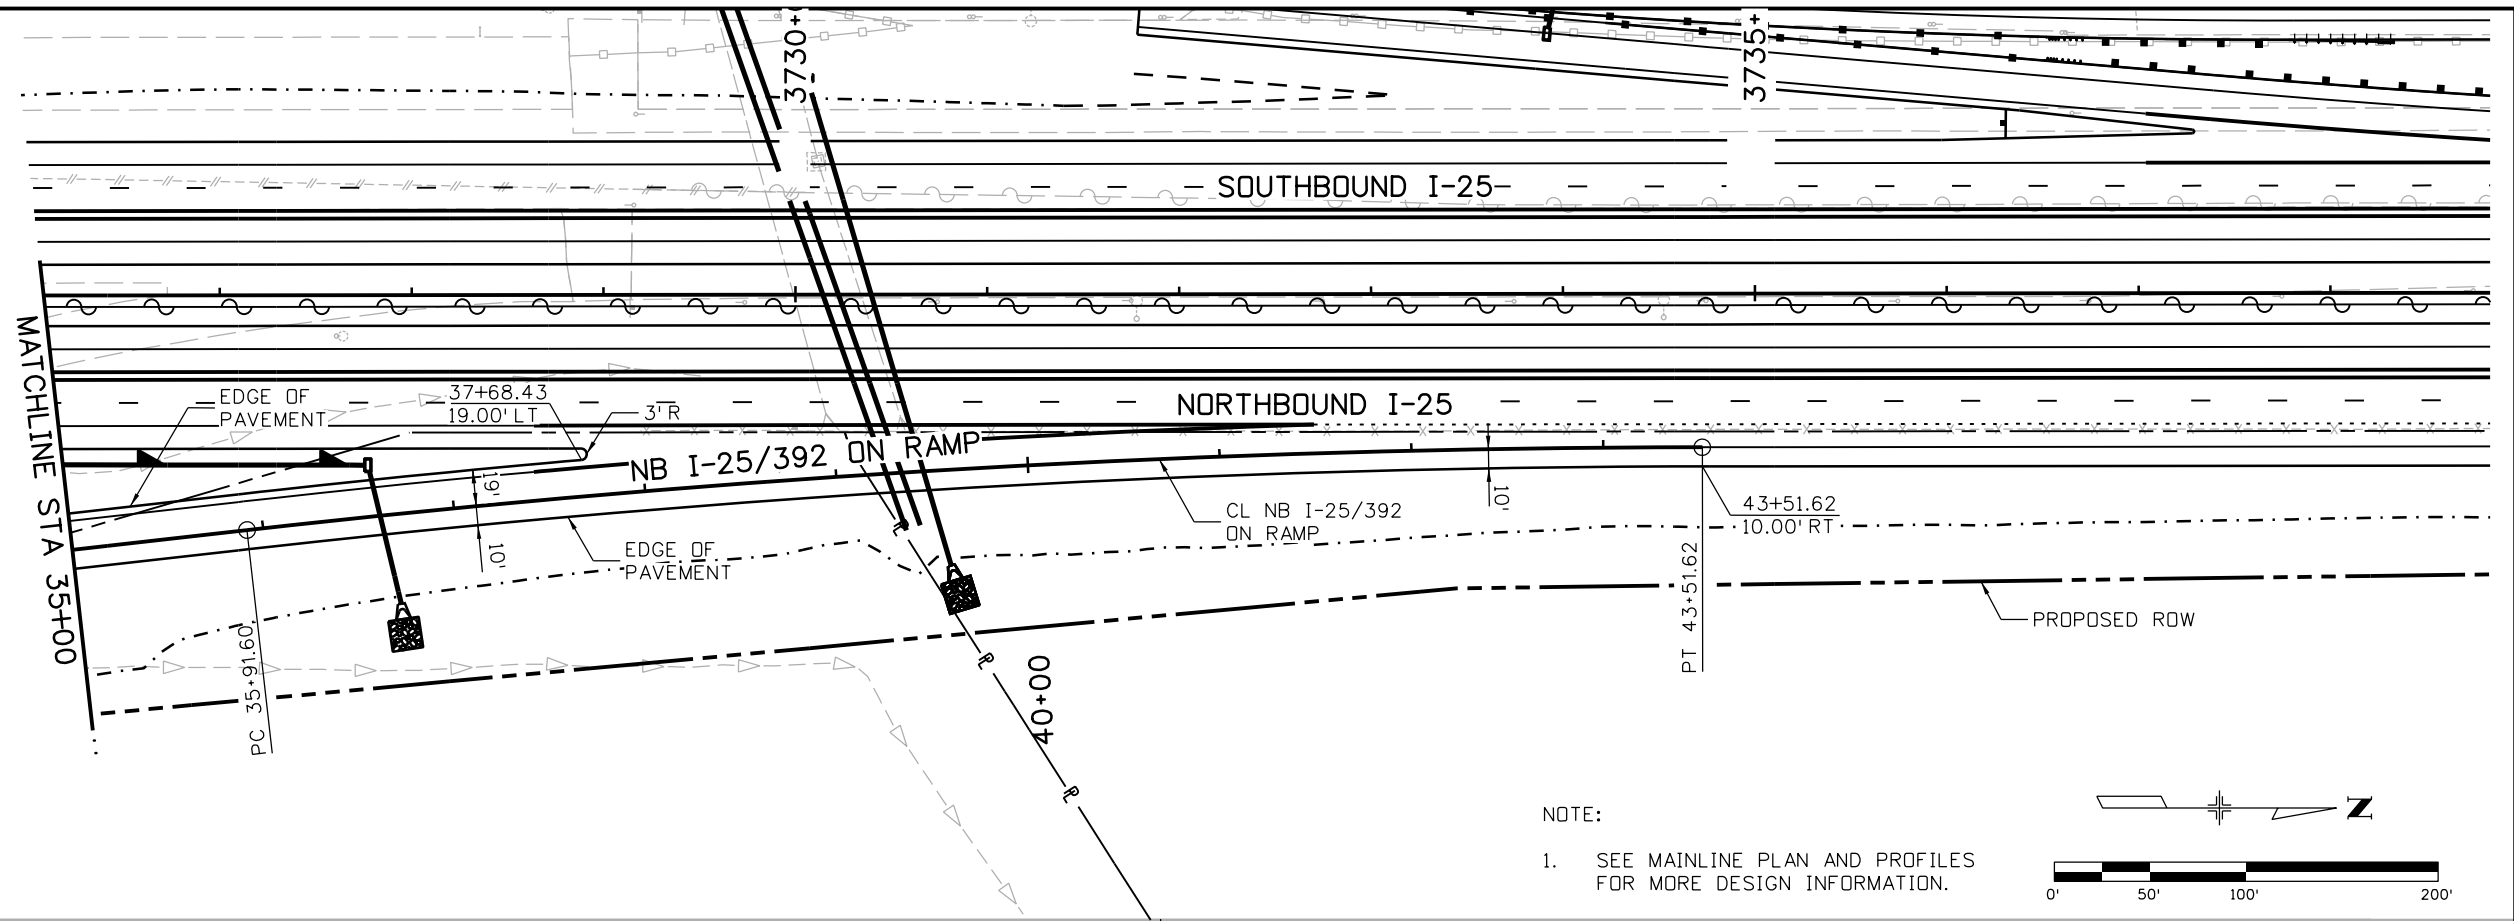 3730+
3735+
SOUTHBOUND I-25
MATCHLINE STA 35+00
EDGE OF
PAVEMENT
37+68.43
19.00' LT
3' R
NORTHBOUND I-25
NB I-25/392 ON RAMP
19'
10'
10'
CL NB I-25/392
ON RAMP
43+51.62
10.00' RT
EDGE OF
PAVEMENT
PC 35+91.60
PT 43+51.62
PROPOSED ROW
40+00
NOTE:
1. SEE MAINLINE PLAN AND PROFILES
FOR MORE DESIGN INFORMATION.
N
0' 50' 100' 200'